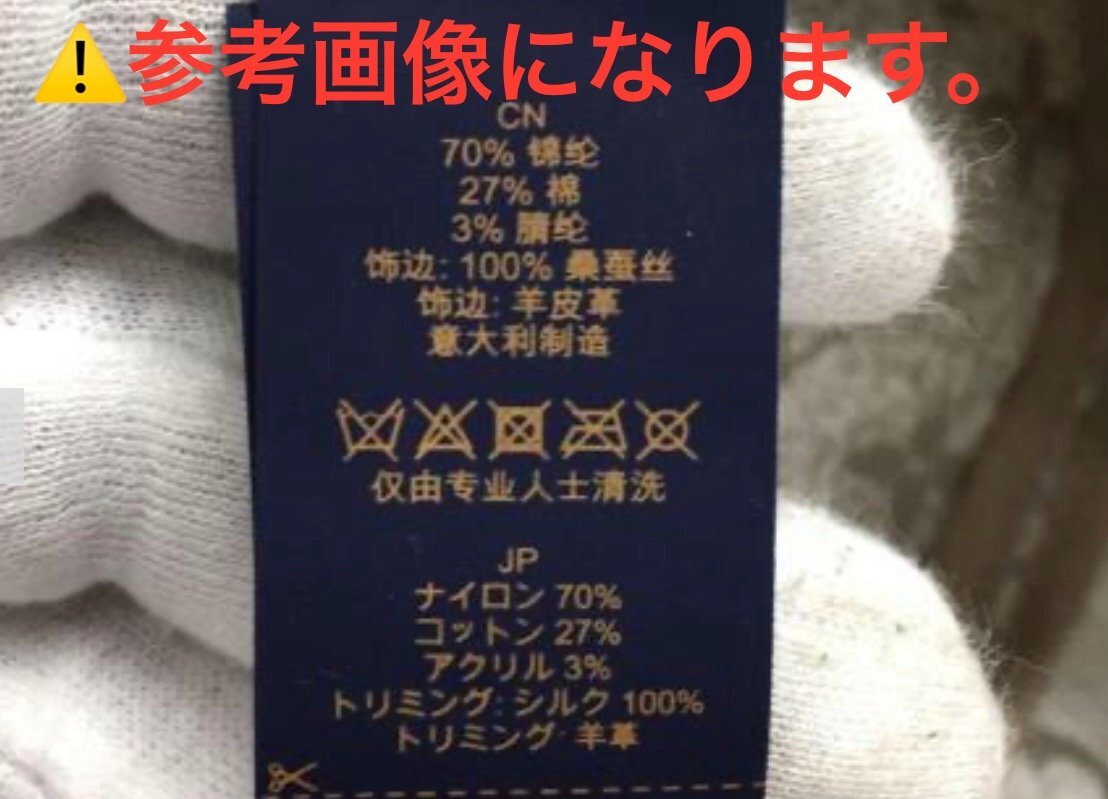 ⚠️参考画像になります。
CN
70% 锦纶
27% 棉
3% 腈纶
饰边: 100% 桑蚕丝
饰边: 羊皮革
意大利制造
仅由专业人士清洗
JP
ナイロン 70%
コットン 27%
アクリル 3%
トリミング: シルク 100%
トリミング: 羊革